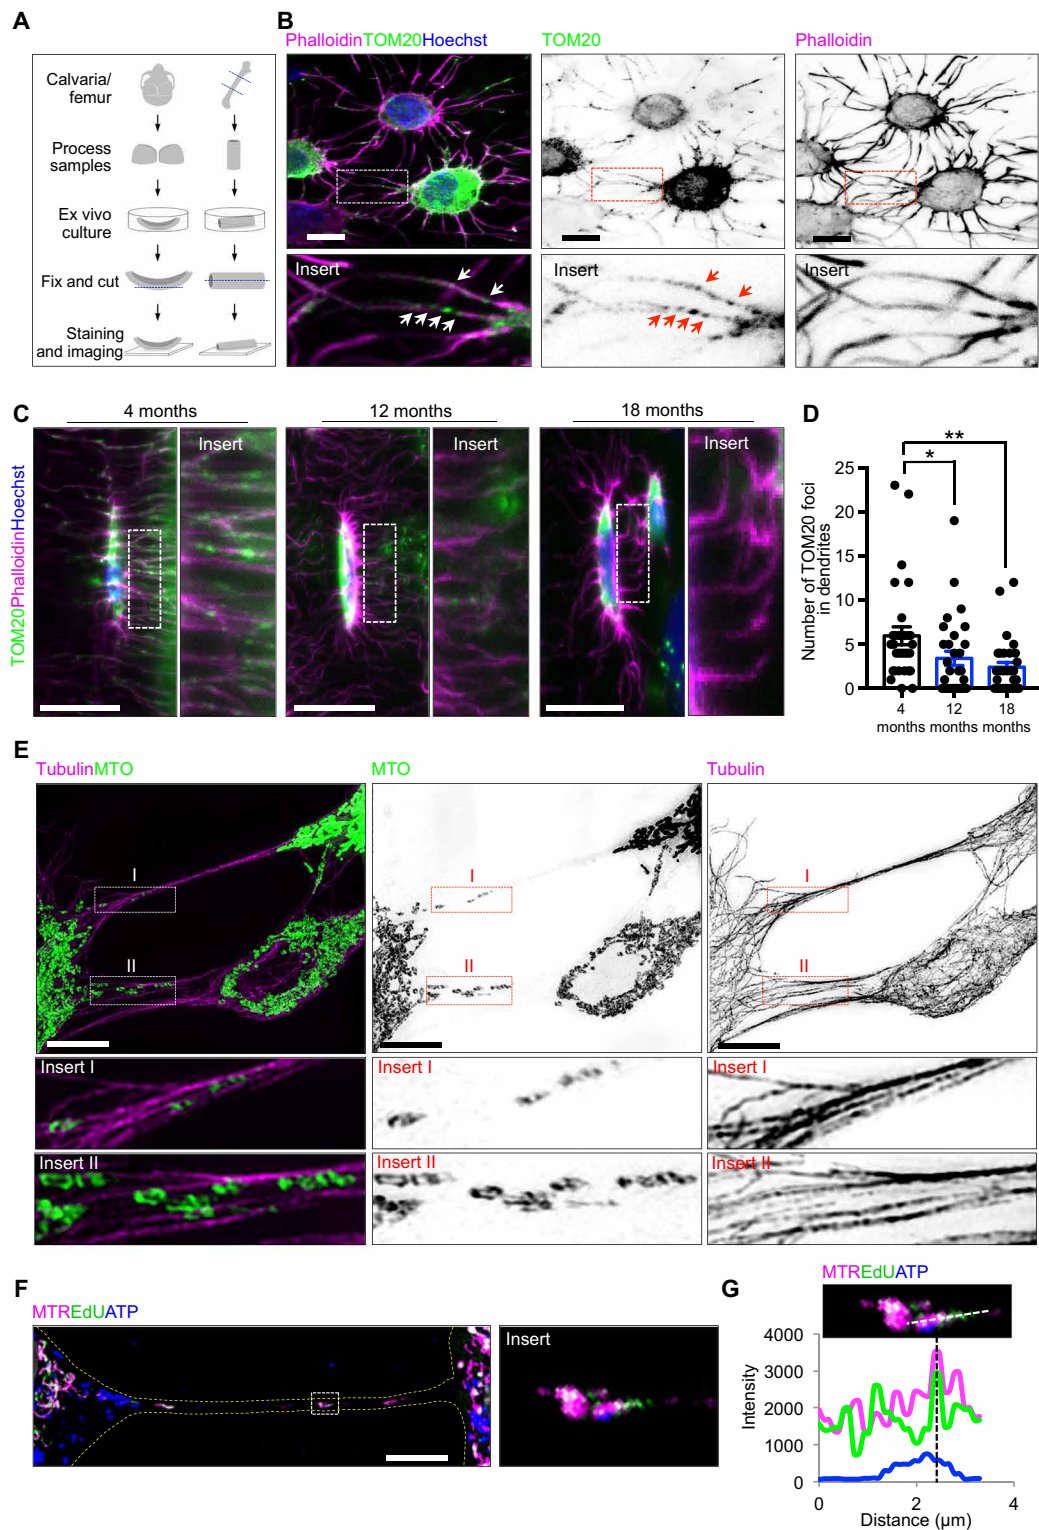 A
Calvaria/
femur
Process
samples
Ex vivo
culture
Fix and cut
Staining
and imaging
B
PhalloidinTOM20Hoechst
TOM20
Phalloidin
Insert
Insert
Insert
C
4 months
12 months
18 months
TOM20PhalloidinHoechst
Insert
Insert
Insert
D
Number of TOM20 foci
in dendrites
**
*
25
20
15
10
5
0
4
months
12
months
18
months
E
TubulinMTO
MTO
Tubulin
I
I
I
II
II
II
Insert I
Insert I
Insert I
Insert II
Insert II
Insert II
F
MTREdUATP
Insert
G
MTREdUATP
Intensity
4000
3000
2000
1000
0
0
2
4
Distance (µm)